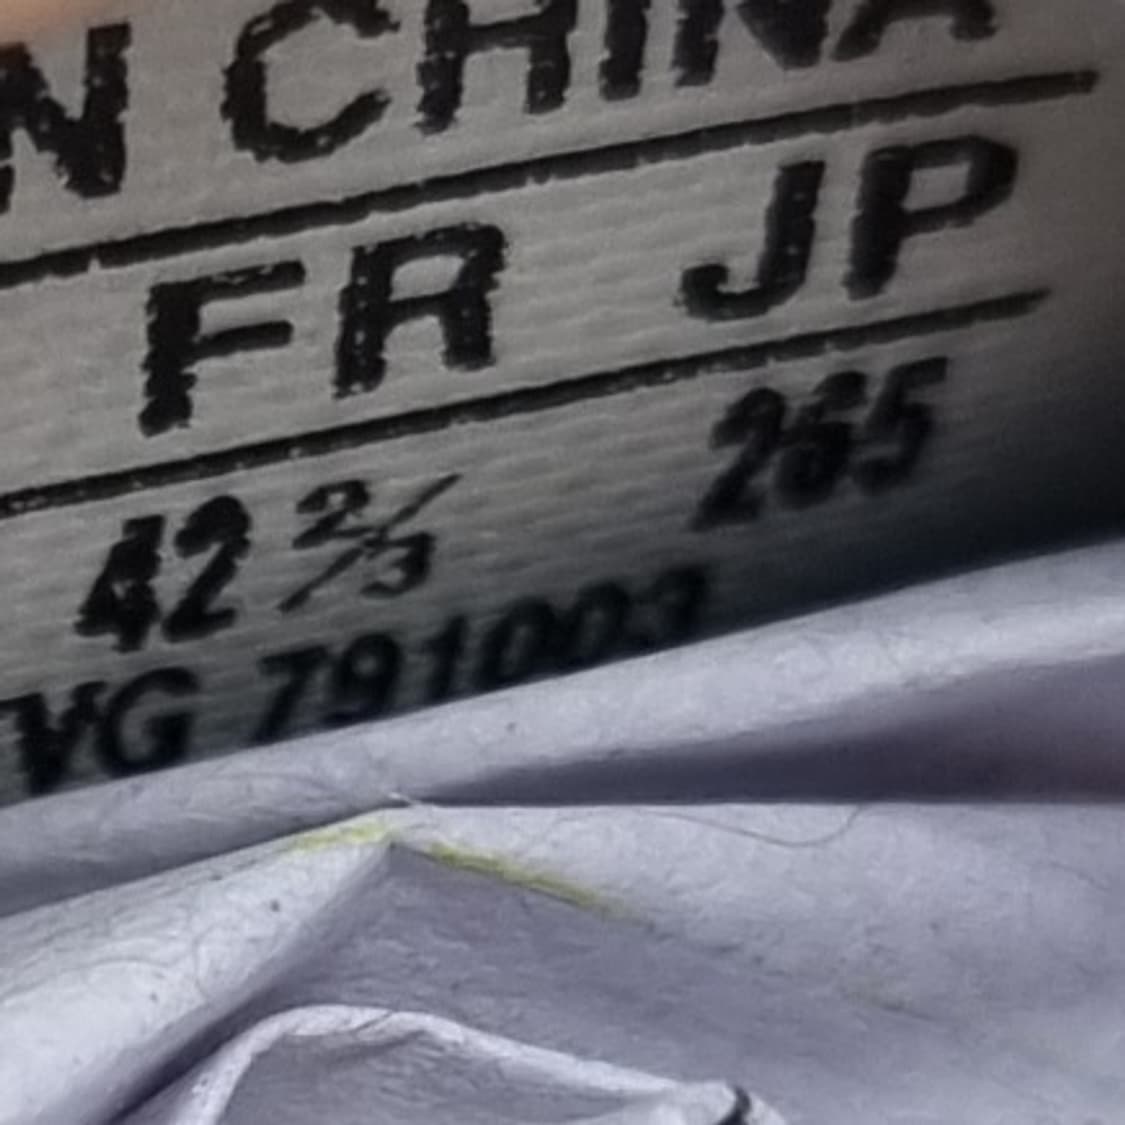 N CHINA
FR JP
42 2/3 265
VG 791003